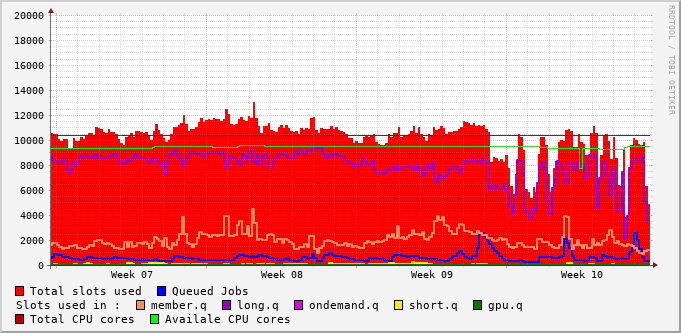 20000
18000
16000
14000
12000
10000
8000
6000
4000
2000
0
Week 07 Week 08 Week 09 Week 10
RRDTOOL / TOBI OETIKER
Total slots used Queued Jobs
Slots used in : member.q long.q ondemand.q short.q gpu.q
Total CPU cores Availale CPU cores